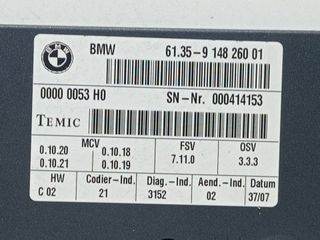 BMW
BMW 61.35-9 148 260 01
0000 0053 H0 SN-Nr. 000414153
TEMIC
MCV FSV OSV
0.10.20 0.10.18 7.11.0 3.3.3
0.10.21 0.10.19
HW Codier-Ind. Diag.-Ind. Aend.-Ind. Datum
C 02 21 3152 02 37/07